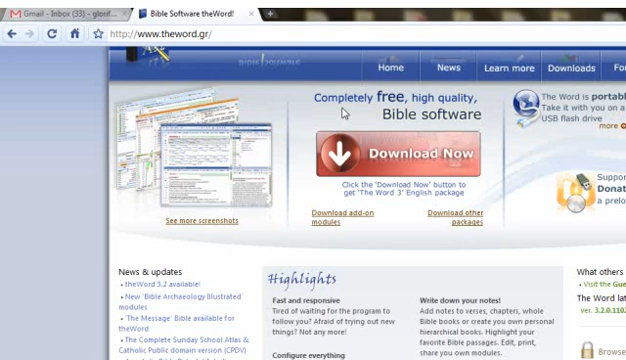 Gmail - Inbox (33) - glorif...
Bible Software theWord!
http://www.theword.gr/
Home
News
Learn more
Downloads
Completely free, high quality,
Bible software
Download Now
Click the 'Download Now' button to
get 'The Word 3' English package
See more screenshots
Download add-on
modules
Download other
packages
The Word is portab
Take it with you on a
USB flash drive
more
Suppor
Donat
a prelo
News & updates
theWord 3.2 available!
New 'Bible Archaeology Illustrated'
modules
'The Message' Bible available for
theWord
The Complete Sunday School Atlas &
Catholic Public domain version (CPDV)
Highlights
Fast and responsive
Tired of waiting for the program to
follow you? Afraid of trying out new
things? Not any more!
Configure everything
Write down your notes!
Add notes to verses, chapters, whole
Bible books or create you own personal
hierarchical books. Highlight your
favorite Bible passages. Edit, print,
share you own modules.
What others
Visit the Gue
The Word lat
ver. 3.2.0.1102
Browse